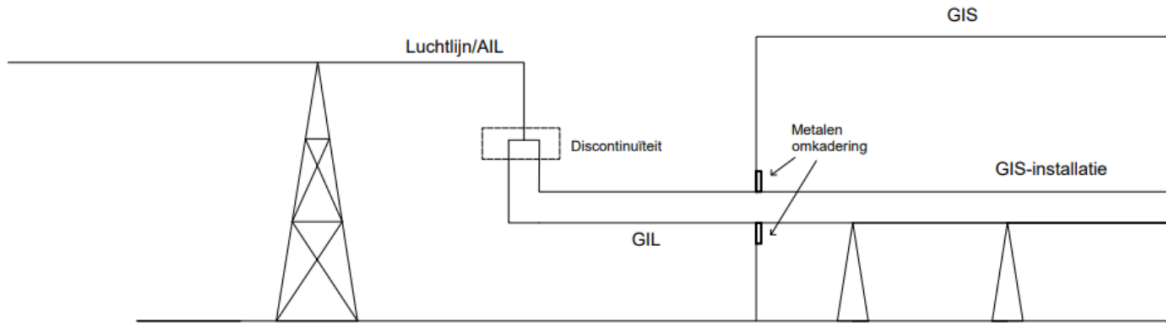 GIS
Luchtlijn/AIL
Discontinuïteit
Metalen
omkadering
GIS-installatie
GIL